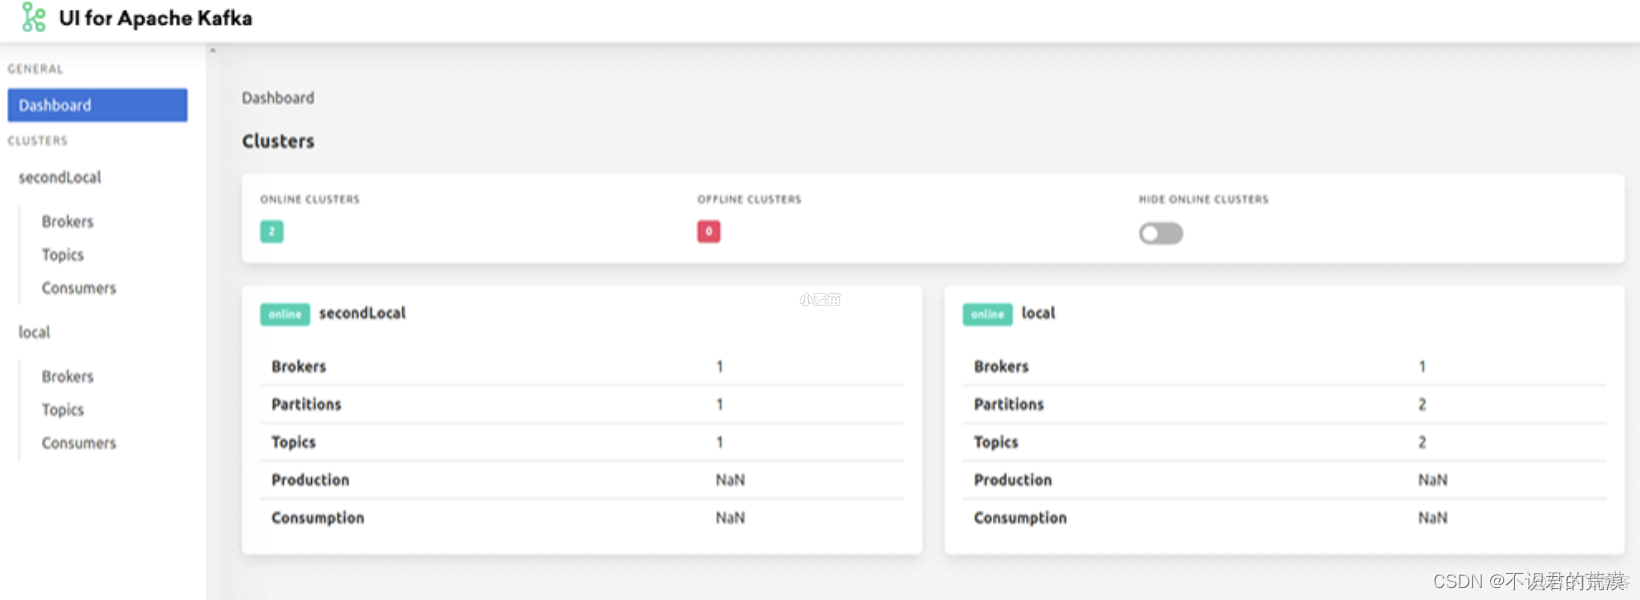 UI for Apache Kafka
GENERAL
Dashboard
CLUSTERS
secondLocal
Brokers
Topics
Consumers
local
Brokers
Topics
Consumers
Dashboard
Clusters
ONLINE CLUSTERS
2
OFFLINE CLUSTERS
0
HIDE ONLINE CLUSTERS
online secondLocal
Brokers 1
Partitions 1
Topics 1
Production NaN
Consumption NaN
online local
Brokers 1
Partitions 2
Topics 2
Production NaN
Consumption NaN
CSDN @不识君的荒漠